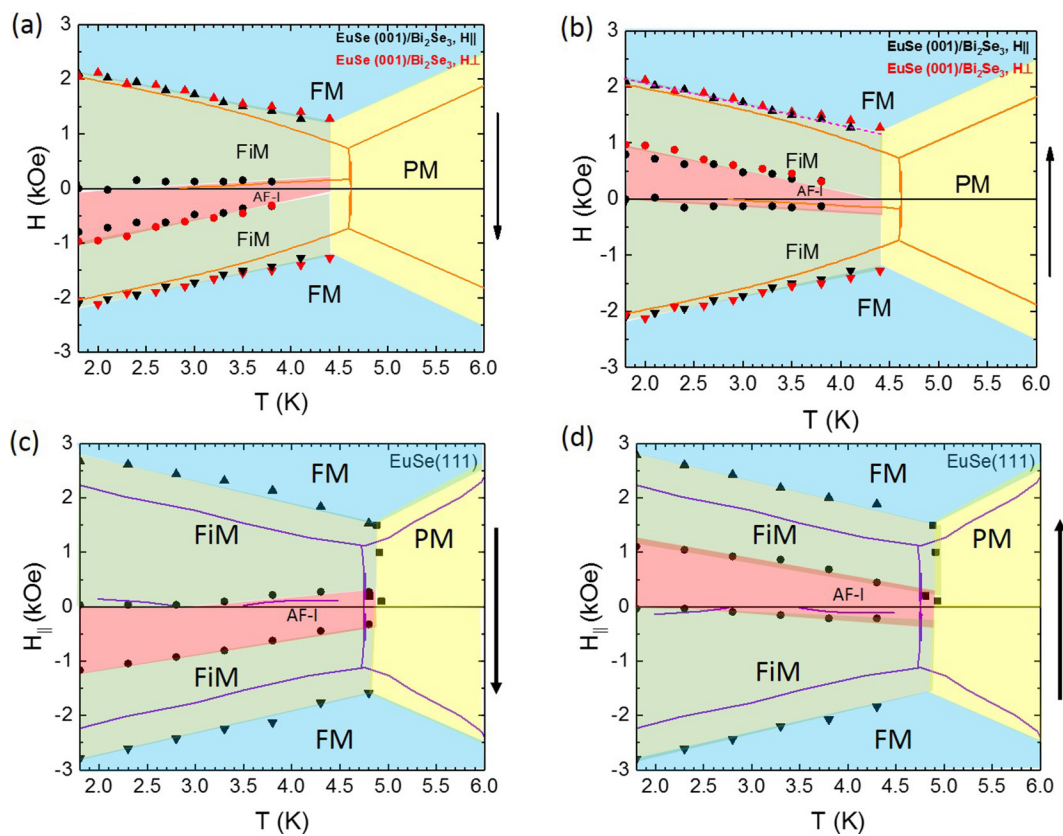 (a)
EuSe (001)/Bi₂Se₃, H||
EuSe (001)/Bi₂Se₃, H⊥
FM
FiM
PM
AF-I
FiM
FM
H (kOe)
3
2
1
0
-1
-2
-3
2.0 2.5 3.0 3.5 4.0 4.5 5.0 5.5 6.0
T (K)
(b)
EuSe (001)/Bi₂Se₃, H||
EuSe (001)/Bi₂Se₃, H⊥
FM
FiM
PM
AF-I
FiM
FM
H (kOe)
3
2
1
0
-1
-2
-3
2.0 2.5 3.0 3.5 4.0 4.5 5.0 5.5 6.0
T (K)
(c)
EuSe(111)
FM
FiM
PM
AF-I
FiM
FM
H|| (kOe)
3
2
1
0
-1
-2
-3
2.0 2.5 3.0 3.5 4.0 4.5 5.0 5.5 6.0
T (K)
(d)
EuSe(111)
FM
FiM
PM
AF-I
FiM
FM
H|| (kOe)
3
2
1
0
-1
-2
-3
2.0 2.5 3.0 3.5 4.0 4.5 5.0 5.5 6.0
T (K)